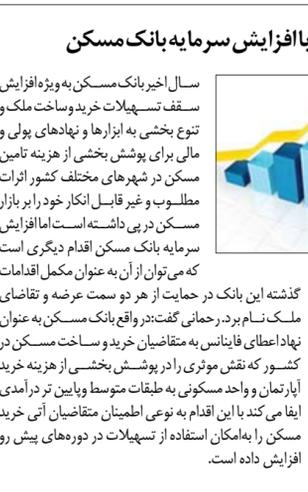 با افزایش سرمایه بانک مسکن
سال اخیر بانک مسکن به ویژه افزایش
سقف تسهیلات خرید و ساخت ملک و
تنوع بخشی به ابزارها و نهادهای پولی و
مالی برای پوشش بخشی از هزینه تامین
مسکن در شهرهای مختلف کشور اثرات
مطلوب و غیر قابل انکار خود را بر بازار
مسکن در پی داشته است اما افزایش
سرمایه بانک مسکن اقدام دیگری است
که می‌توان از آن به عنوان مکمل اقدامات
گذشته این بانک در حمایت از هر دو سمت عرضه و تقاضای
ملک نام برد. رحمانی گفت: در واقع بانک مسکن به عنوان
نهاد اعطای فاینانس به متقاضیان خرید و ساخت مسکن در
کشور که نقش موثری را در پوشش بخشی از هزینه خرید
آپارتمان و واحد مسکونی به طبقات متوسط و پایین تر درآمدی
ایفا می کند با این اقدام به نوعی اطمینان متقاضیان آتی خرید
مسکن را به امکان استفاده از تسهیلات در دوره‌های پیش رو
افزایش داده است.